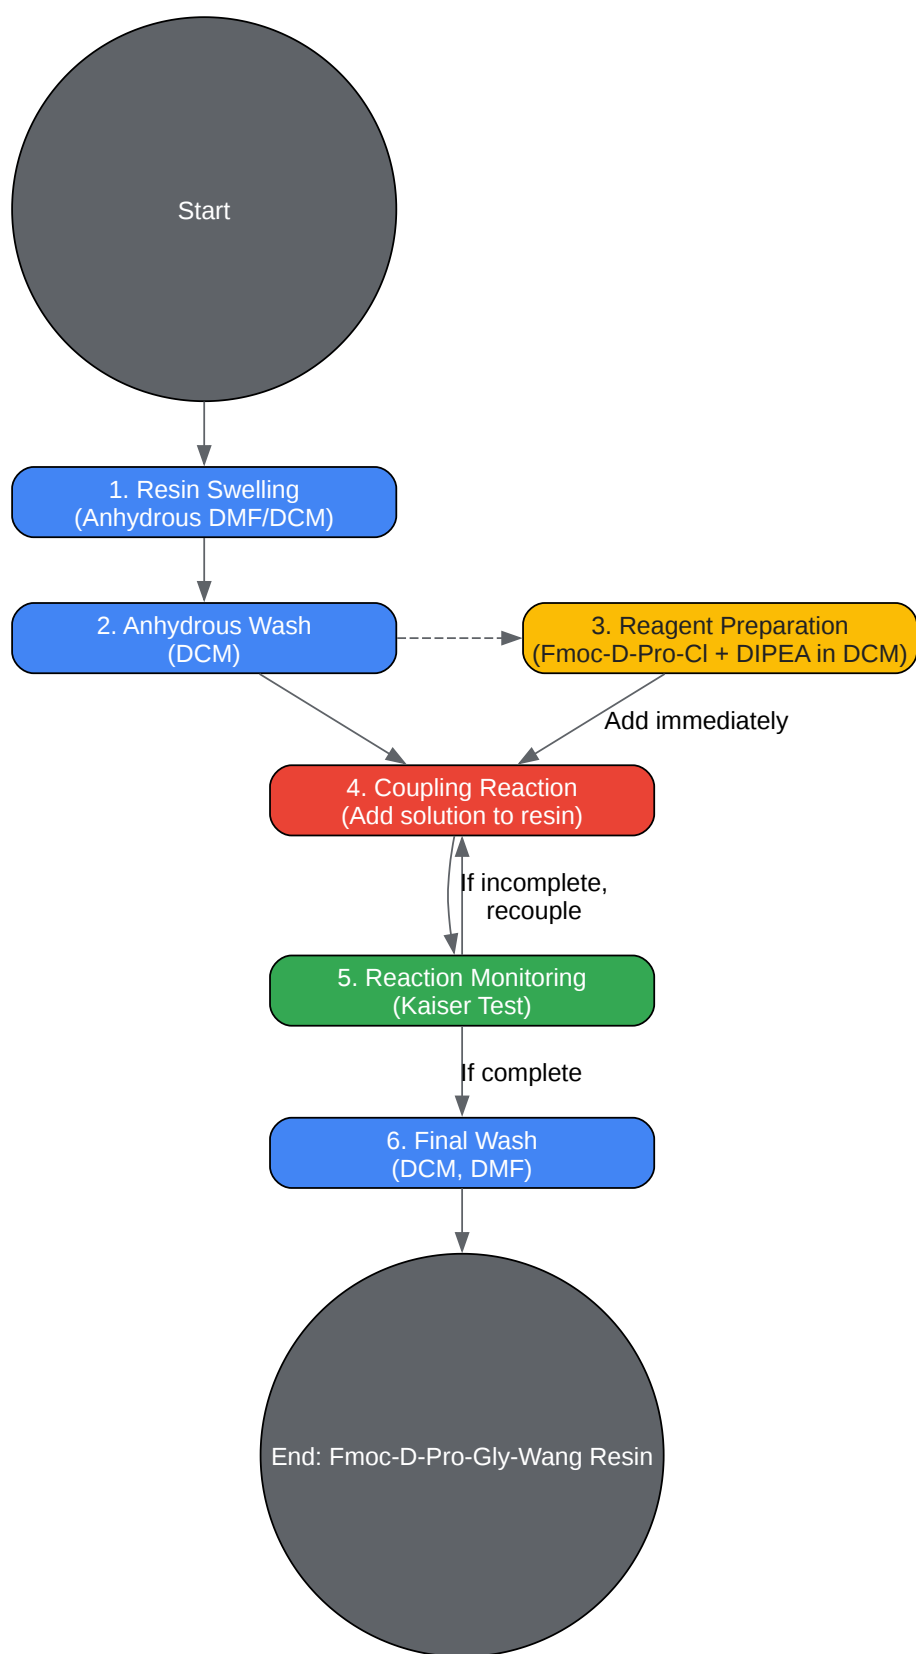 Start
1. Resin Swelling
(Anhydrous DMF/DCM)
2. Anhydrous Wash
(DCM)
3. Reagent Preparation
(Fmoc-D-Pro-Cl + DIPEA in DCM)
Add immediately
4. Coupling Reaction
(Add solution to resin)
If incomplete,
recouple
5. Reaction Monitoring
(Kaiser Test)
If complete
6. Final Wash
(DCM, DMF)
End: Fmoc-D-Pro-Gly-Wang Resin